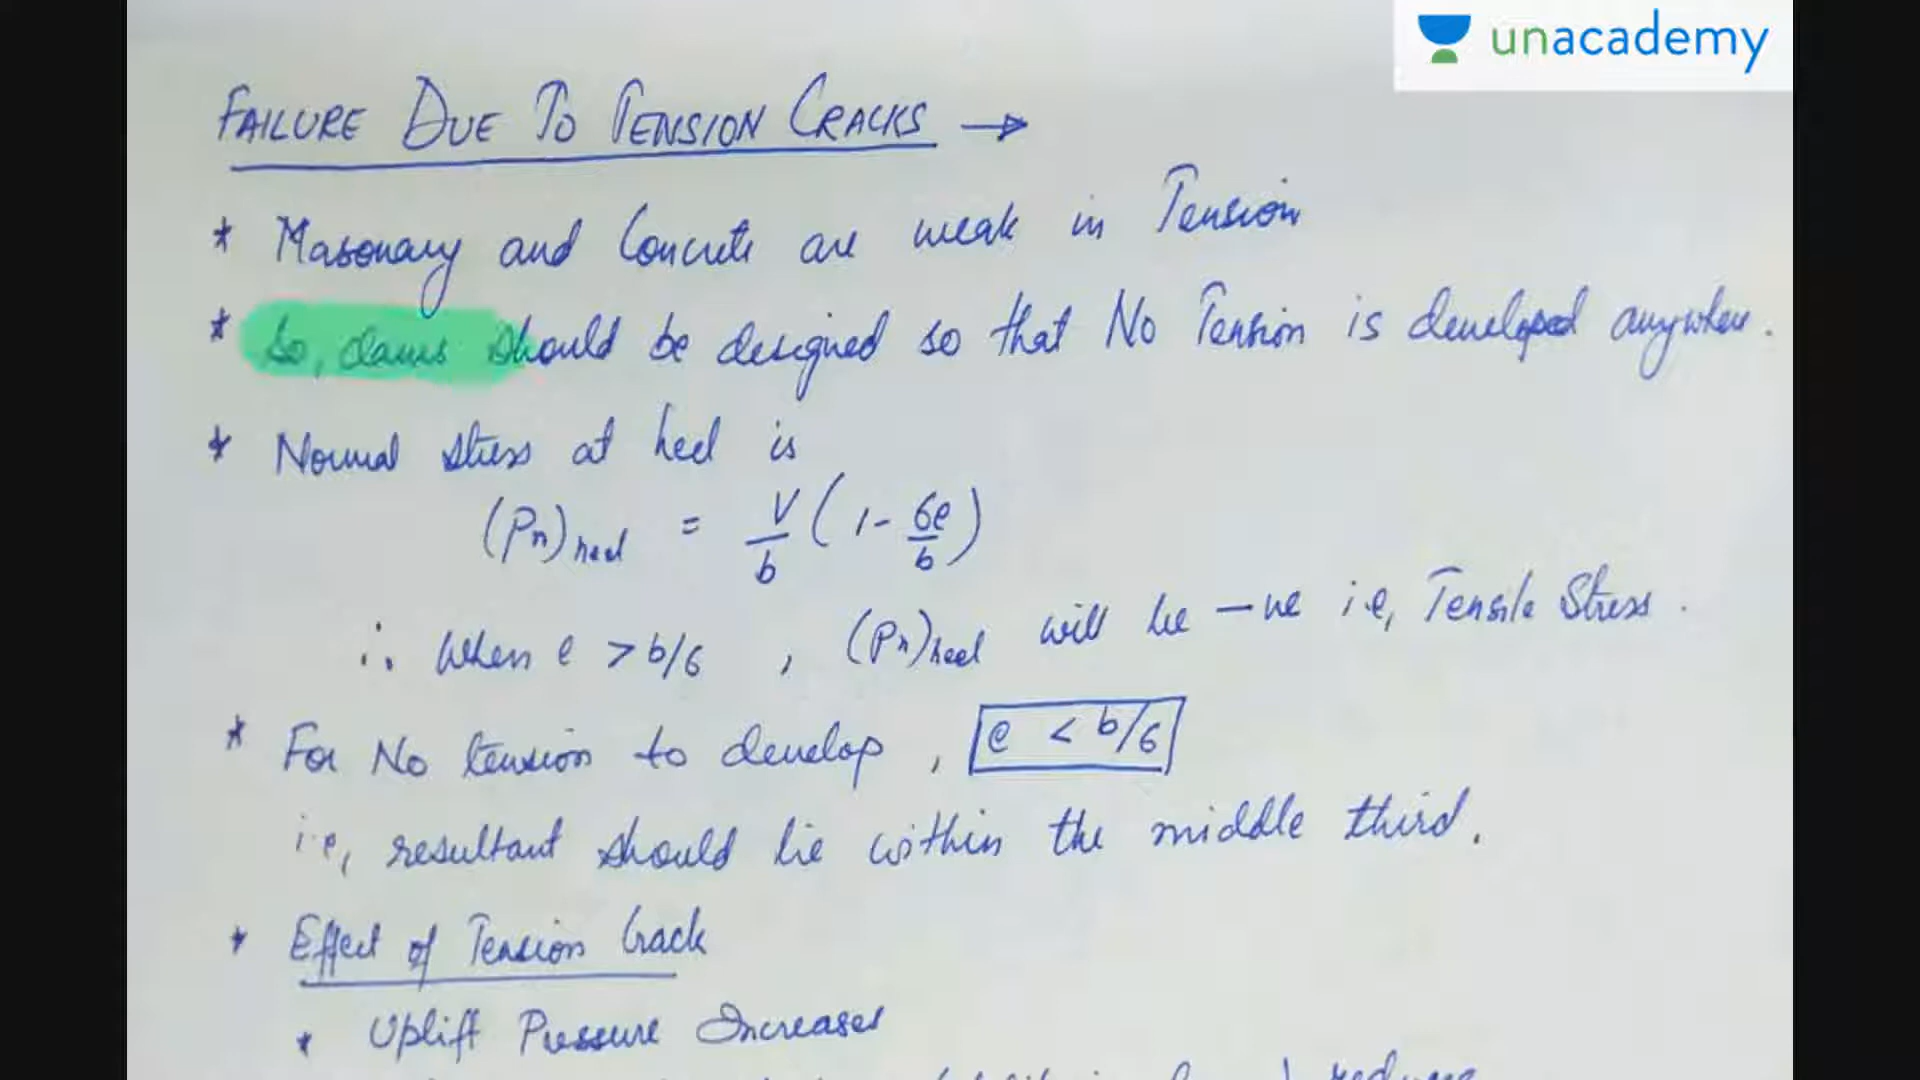 unacademy
FAILURE DUE TO TENSION CRACKS →
* Masonary and Concrete are weak in Tension
* So, dams should be designed so that No Tension is developed anywhere.
* Normal stress at heel is
(Pn)heel = V/b (1 - 6e/b)
∴ When e > b/6 , (Pn)heel will be -ve i.e, Tensile Stress.
* For No tension to develop , e < b/6
i.e, resultant should lie within the middle third.
* Effect of Tension Crack
* Uplift Pressure Increases
reduces